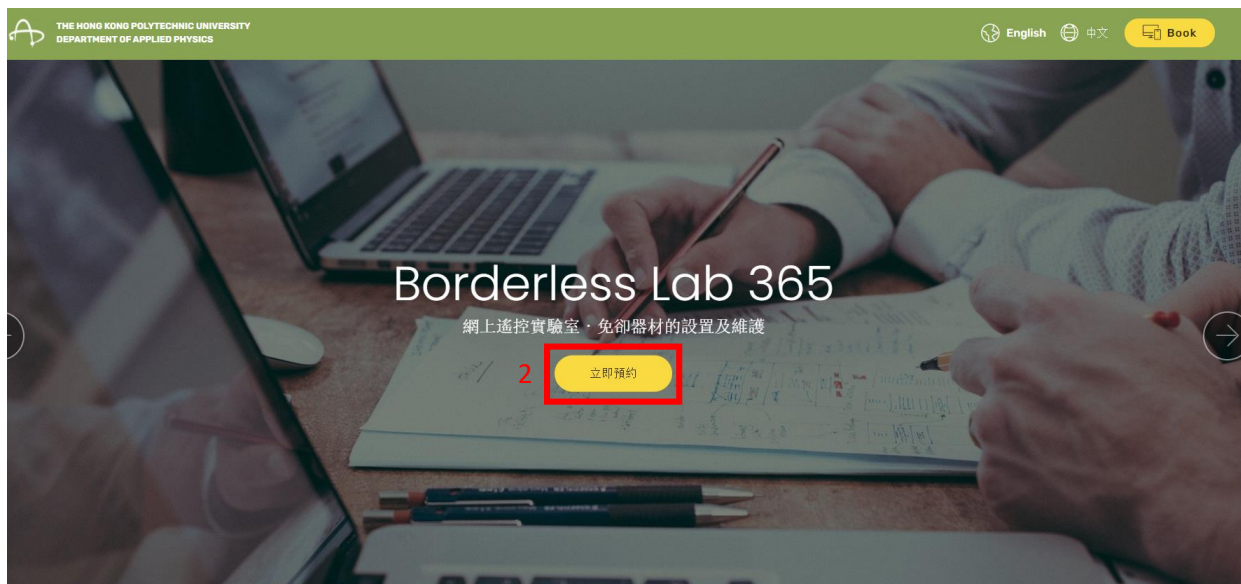 THE HONG KONG POLYTECHNIC UNIVERSITY
DEPARTMENT OF APPLIED PHYSICS
English 中文 Book
Borderless Lab 365
網上遙控實驗室 · 免卻器材的設置及維護
2 立即預約